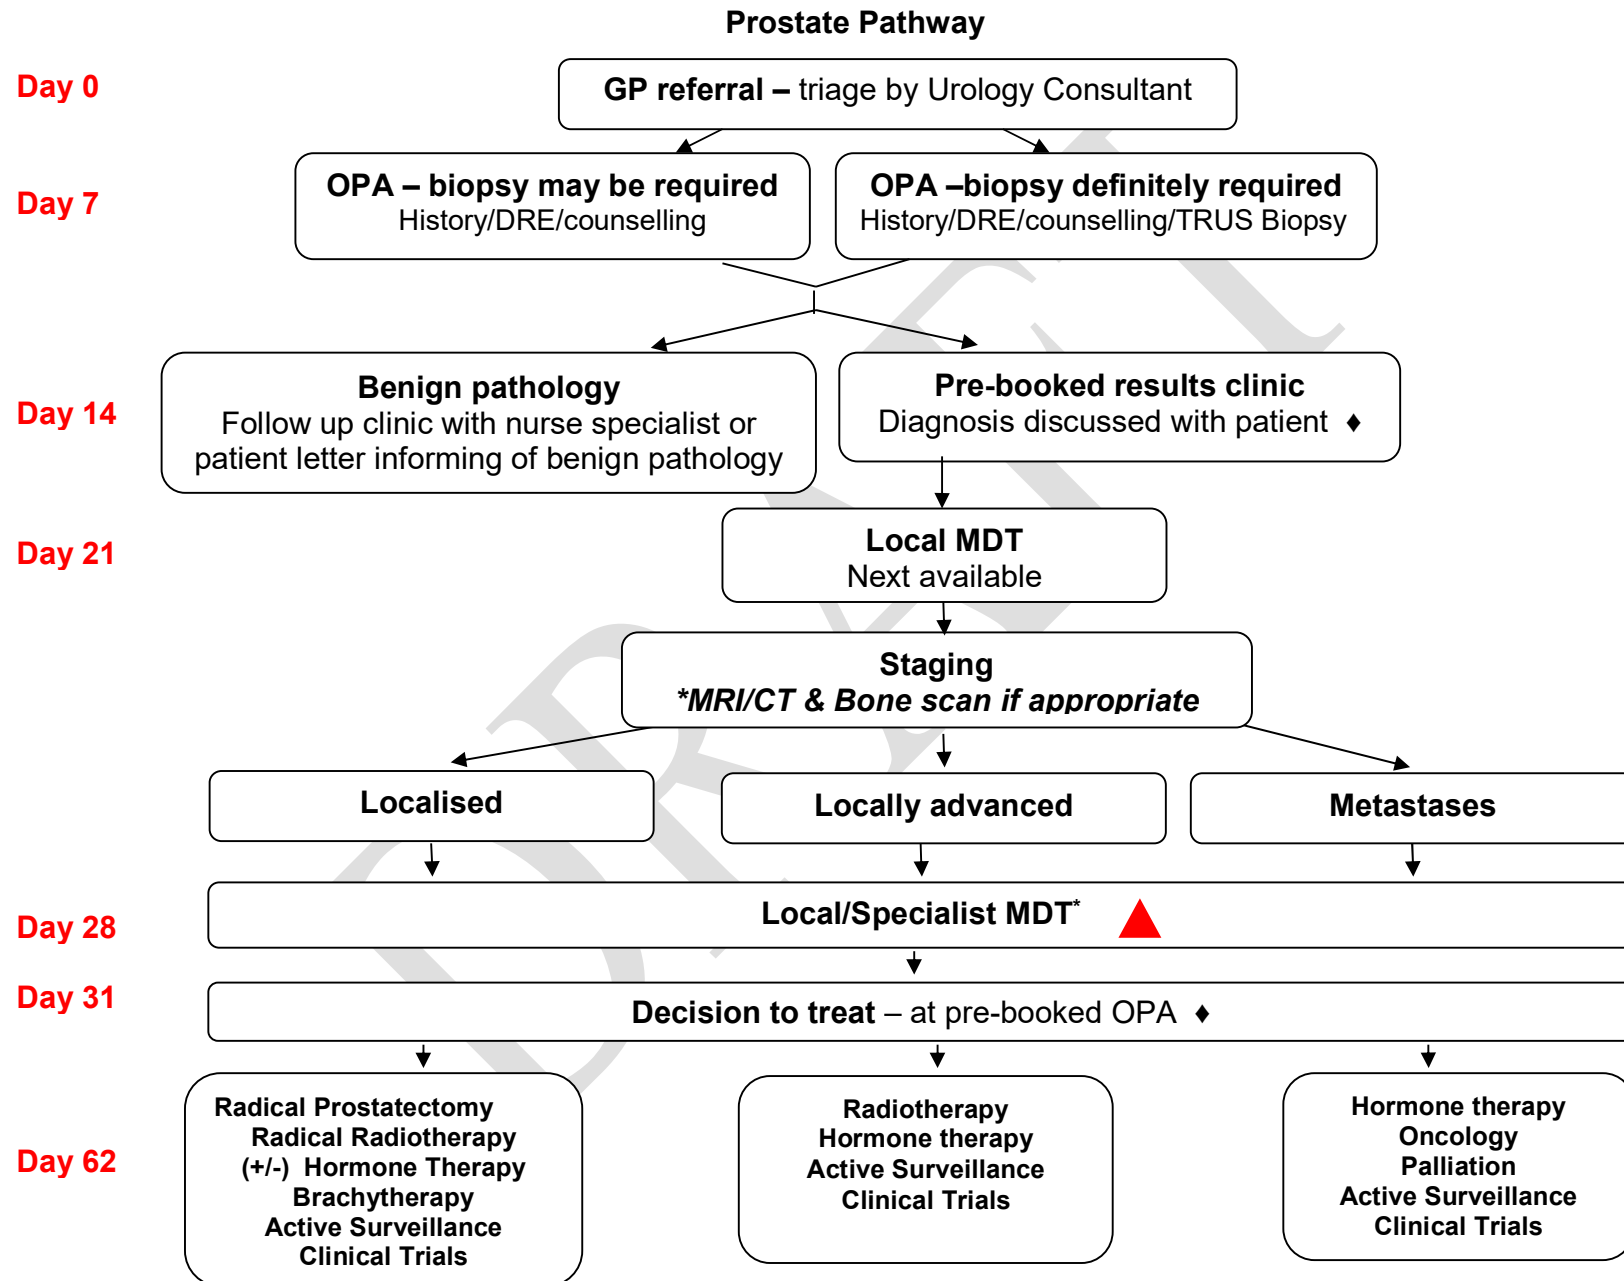 Prostate Pathway
Day 0
GP referral – triage by Urology Consultant
Day 7
OPA – biopsy may be required
History/DRE/counselling
OPA –biopsy definitely required
History/DRE/counselling/TRUS Biopsy
Day 14
Benign pathology
Follow up clinic with nurse specialist or
patient letter informing of benign pathology
Pre-booked results clinic
Diagnosis discussed with patient ♦
Day 21
Local MDT
Next available
Staging
*MRI/CT & Bone scan if appropriate
Localised
Locally advanced
Metastases
Day 28
Local/Specialist MDT*
Day 31
Decision to treat – at pre-booked OPA ♦
Day 62
Radical Prostatectomy
Radical Radiotherapy
(+/-) Hormone Therapy
Brachytherapy
Active Surveillance
Clinical Trials
Radiotherapy
Hormone therapy
Active Surveillance
Clinical Trials
Hormone therapy
Oncology
Palliation
Active Surveillance
Clinical Trials
DRAFT